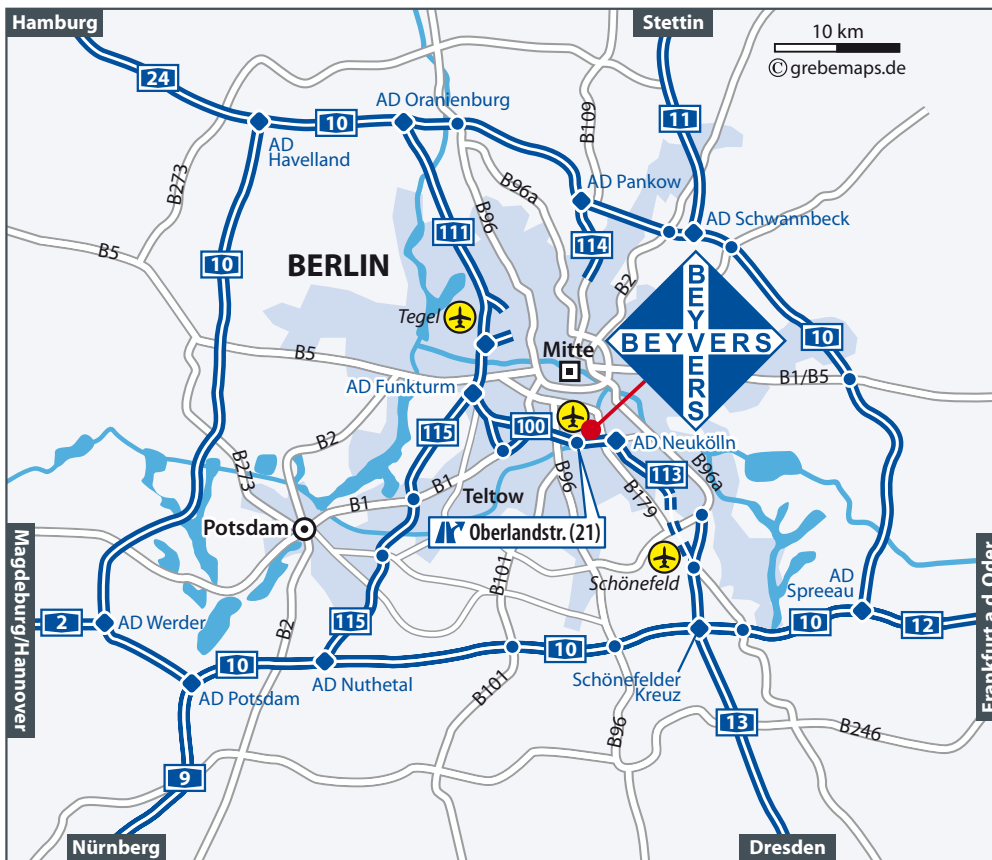 Hamburg
Stettin
10 km
© grebemaps.de
24
AD Oranienburg
10
AD
Havelland
B109
11
B273
B96a
AD Pankow
B96
AD Schwannbeck
111
114
B5
10
BERLIN
B2
Tegel
BEYVERS
BEYVERS
10
Mitte
B5
B1/B5
AD Funkturm
115
100
AD Neukölln
B2
B96
113
B96a
B273
B1
B1
Teltow
B179
Potsdam
Oberlandstr. (21)
Magdeburg/Hannover
Frankfurt a.d.Oder
B101
Schönefeld
AD
Spreeau
2
AD Werder
B2
115
10
12
10
10
AD Potsdam
AD Nuthetal
Schönefelder
Kreuz
B101
B96
13
B246
9
Nürnberg
Dresden